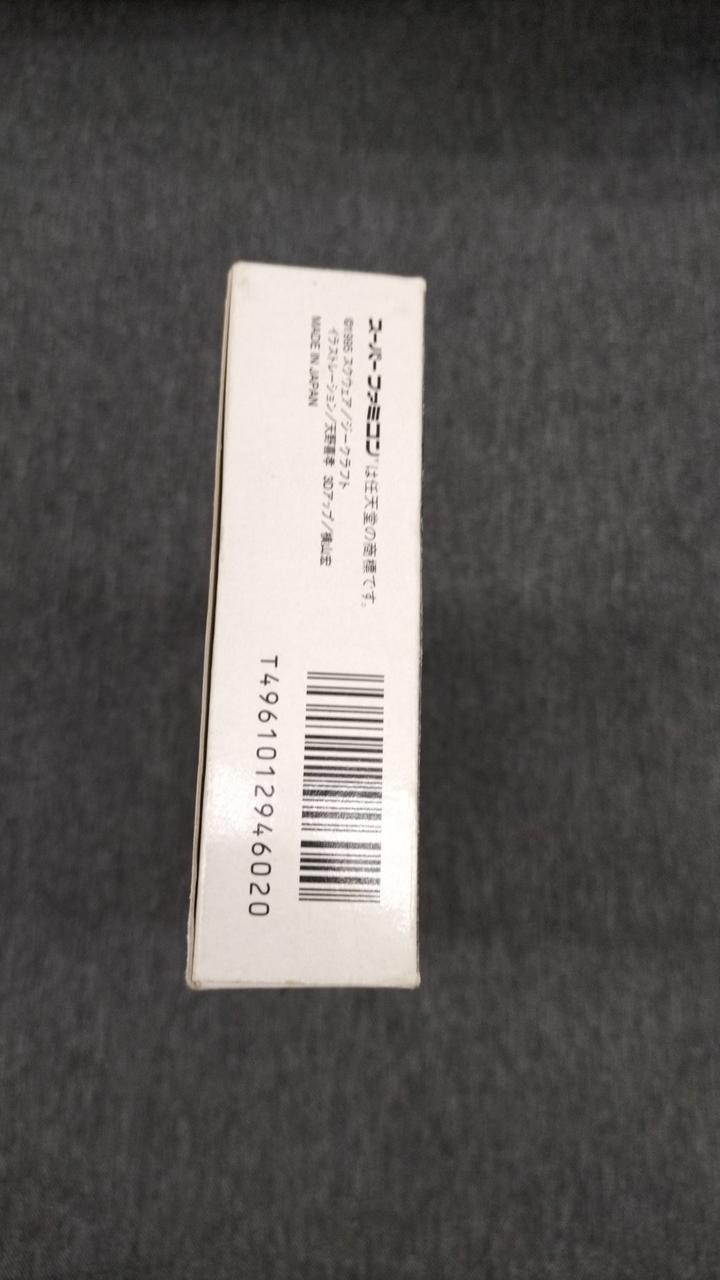 スーパーファミコンは任天堂の商標です。
©1995 スクウェア／ジークラフト
イラストレーション／天野喜孝 3Dアップ／横山宏
MADE IN JAPAN
T4961012946020